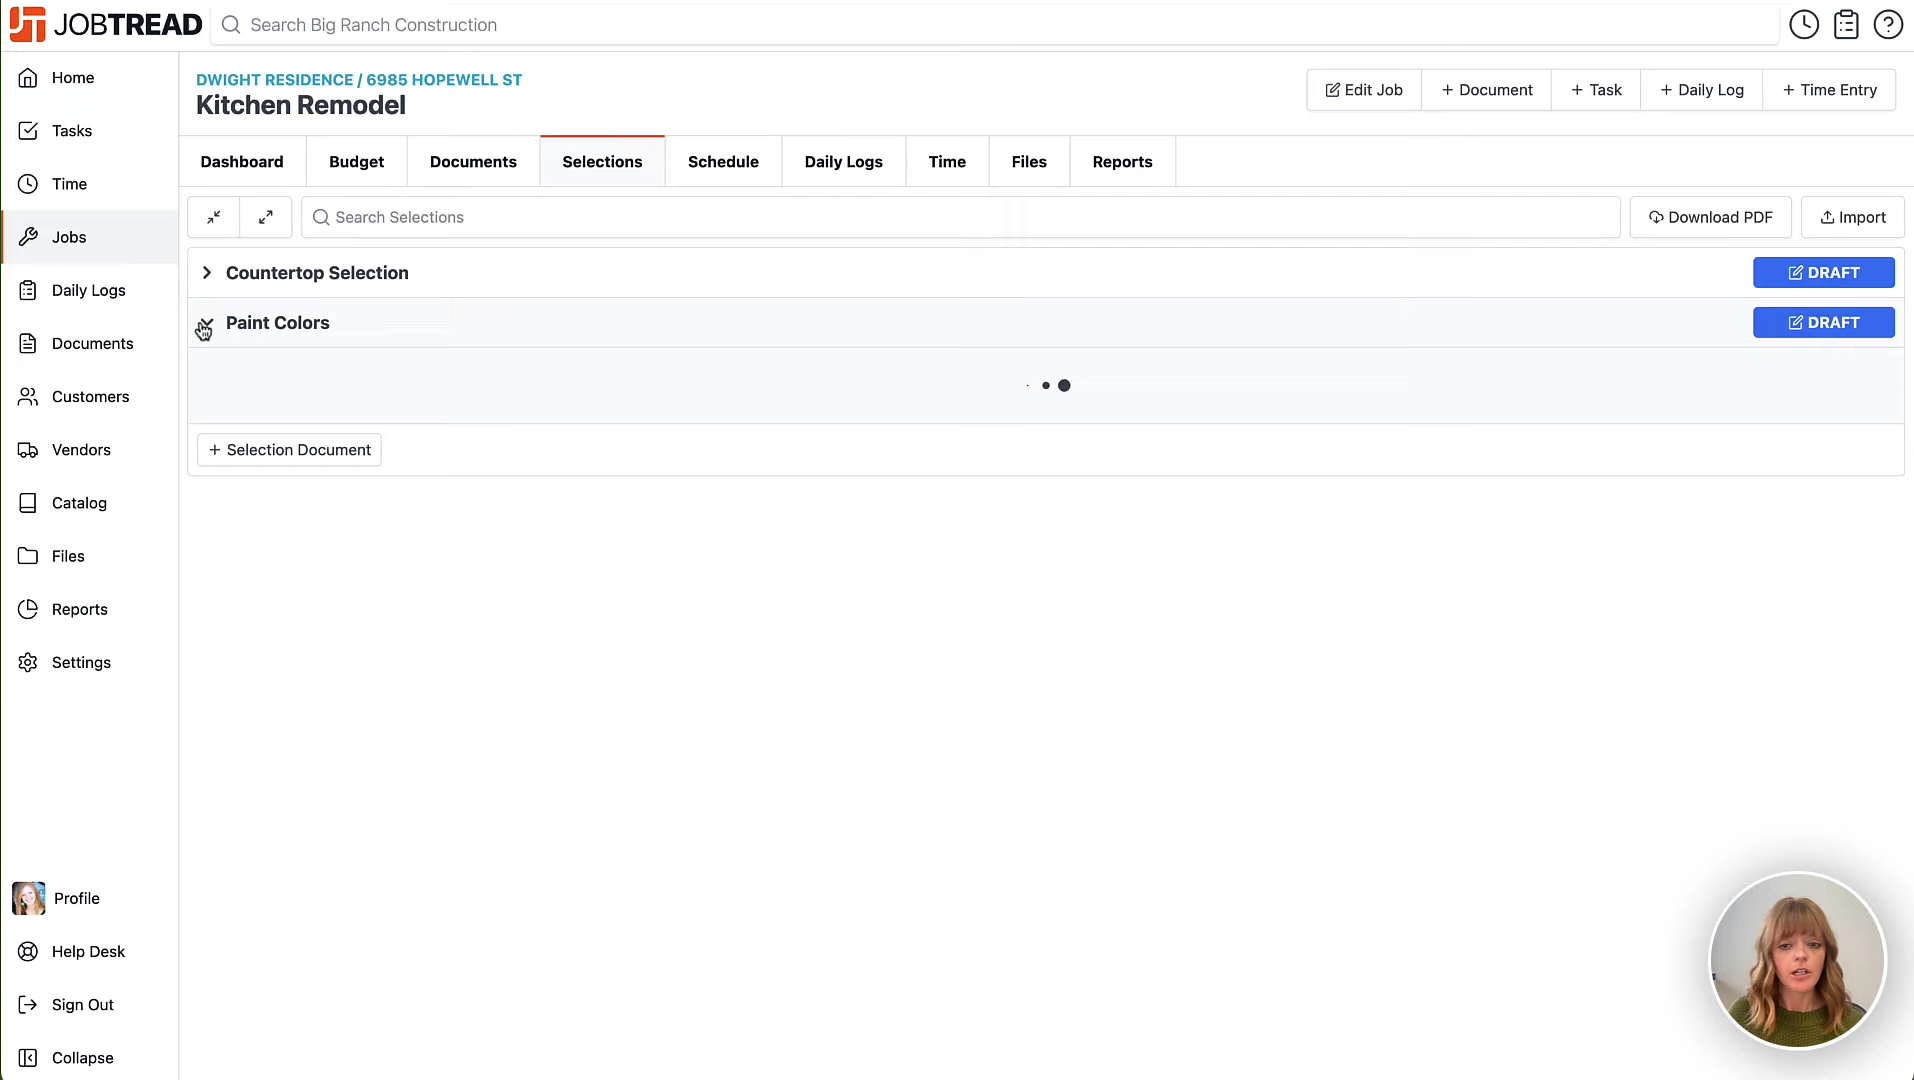 JOBTREAD
Search Big Ranch Construction
Home
Tasks
Time
Jobs
Daily Logs
Documents
Customers
Vendors
Catalog
Files
Reports
Settings
Profile
Help Desk
Sign Out
Collapse
DWIGHT RESIDENCE / 6985 HOPEWELL ST
Kitchen Remodel
Edit Job
+ Document
+ Task
+ Daily Log
+ Time Entry
Dashboard
Budget
Documents
Selections
Schedule
Daily Logs
Time
Files
Reports
Search Selections
Download PDF
Import
Countertop Selection
DRAFT
Paint Colors
DRAFT
+ Selection Document